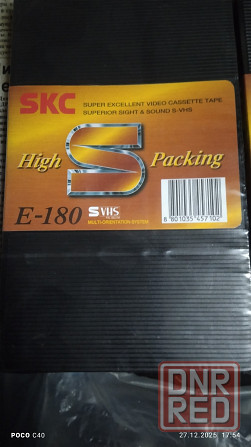 SKC
SUPER EXCELLENT VIDEO CASSETTE TAPE
SUPERIOR SIGHT & SOUND S-VHS
High S Packing
E-180 S VHS
MULTI-ORIENTATION SYSTEM
8 801035 457102
POCO C40
27.12.2025 17:54
DNR
RED